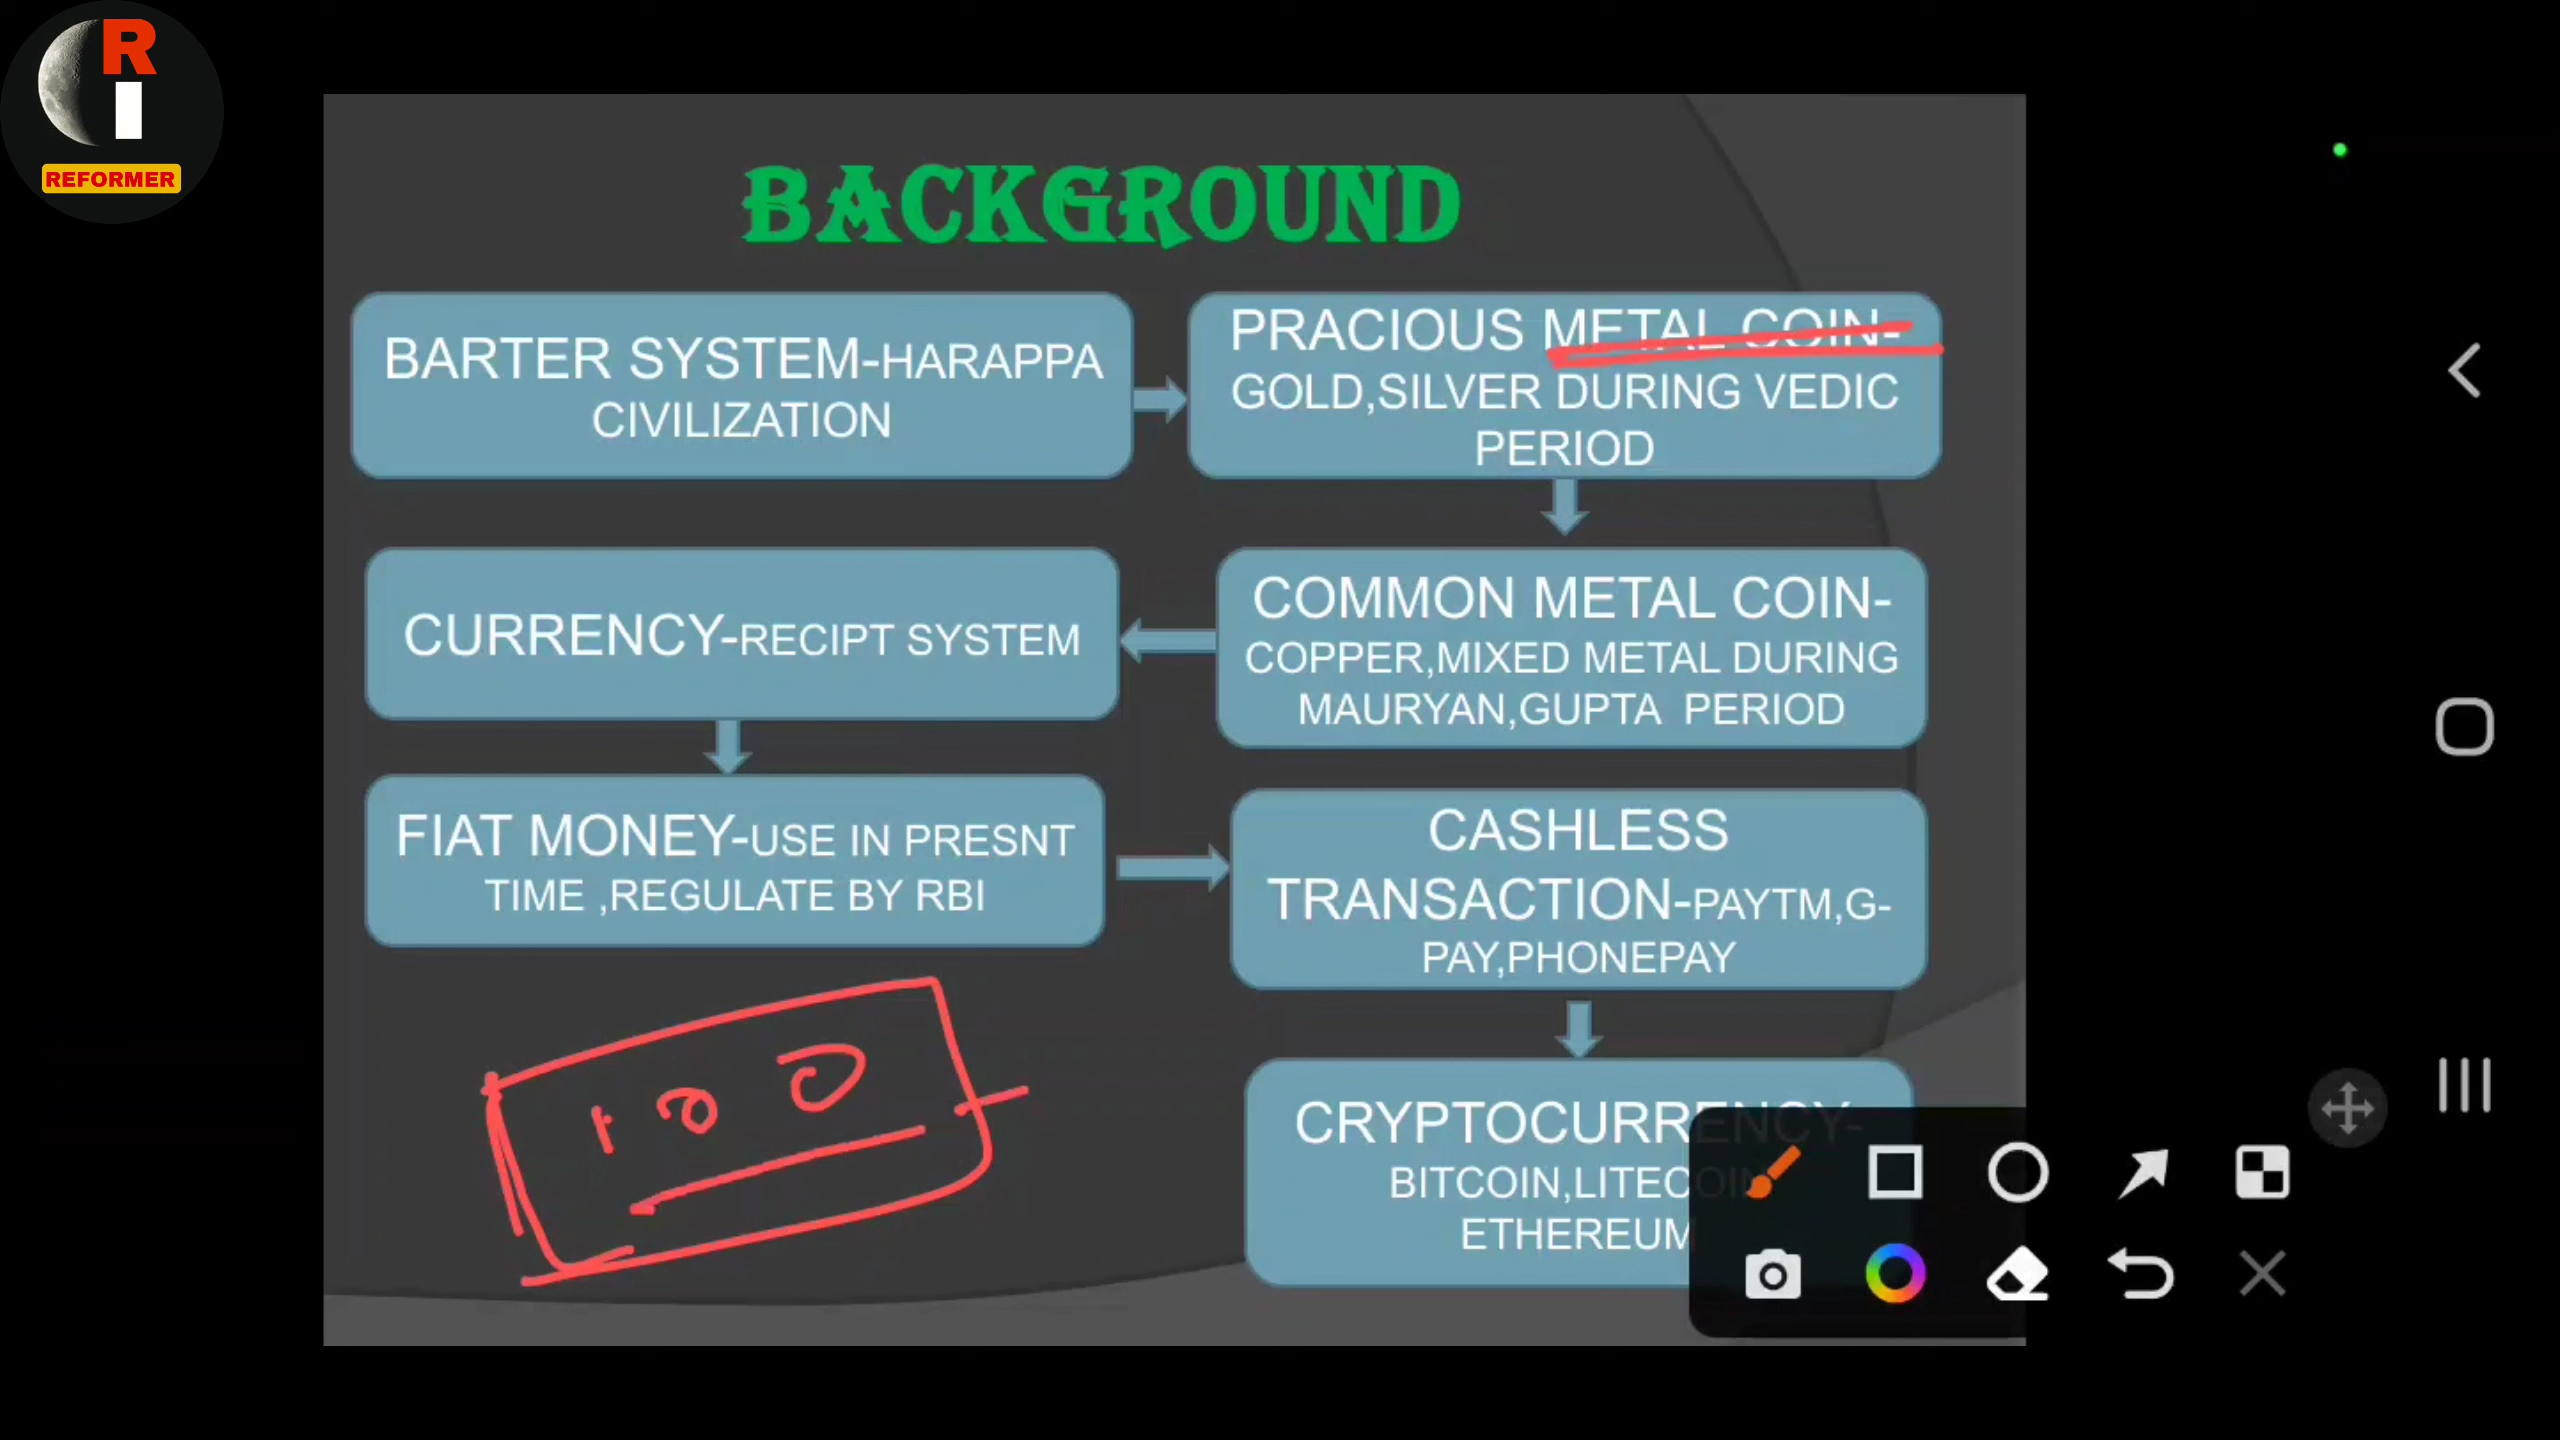 R
I
REFORMER
BACKGROUND
BARTER SYSTEM-HARAPPA
CIVILIZATION
PRACIOUS METAL COIN-
GOLD,SILVER DURING VEDIC
PERIOD
COMMON METAL COIN-
COPPER,MIXED METAL DURING
MAURYAN,GUPTA PERIOD
CURRENCY-RECIPT SYSTEM
FIAT MONEY-USE IN PRESNT
TIME ,REGULATE BY RBI
CASHLESS
TRANSACTION-PAYTM,G-
PAY,PHONEPAY
CRYPTOCURRENCY-
BITCOIN,LITECOIN
ETHEREUM
100